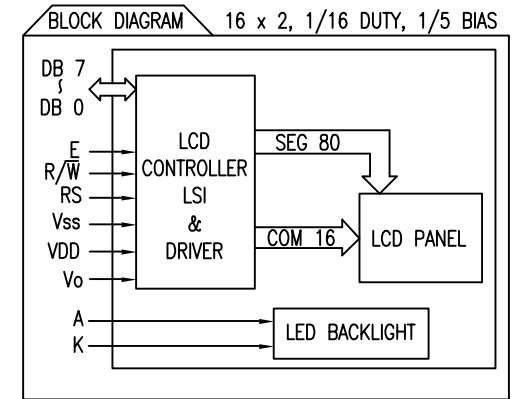 BLOCK DIAGRAM 16 x 2, 1/16 DUTY, 1/5 BIAS
DB 7
~
DB 0
E
R/W̅
RS
Vss
VDD
Vo
A
K
LCD
CONTROLLER
LSI
&
DRIVER
SEG 80
COM 16
LCD PANEL
LED BACKLIGHT